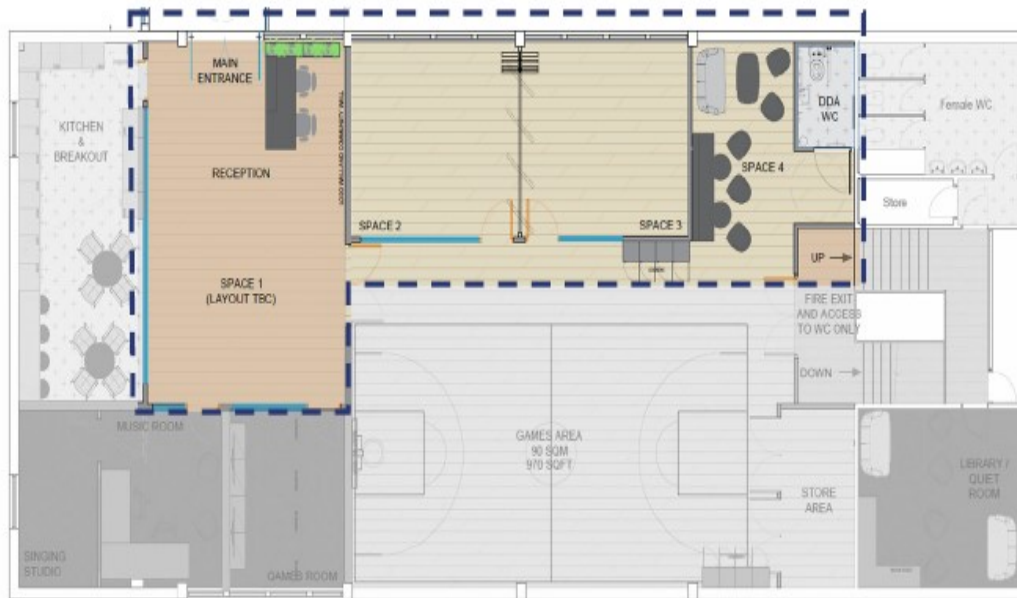 MAIN
ENTRANCE
KITCHEN
&
BREAKOUT
RECEPTION
DDA
WC
Female WC
SPACE 4
Store
SPACE 2
SPACE 3
UP
SPACE 1
(LAYOUT TBC)
FIRE EXIT
AND ACCESS
TO WC ONLY
DOWN
MUSIC ROOM
GAMES AREA
90 SQM
970 SQFT
LIBRARY /
QUIET
ROOM
STORE
AREA
SINGING
STUDIO
GAMES ROOM